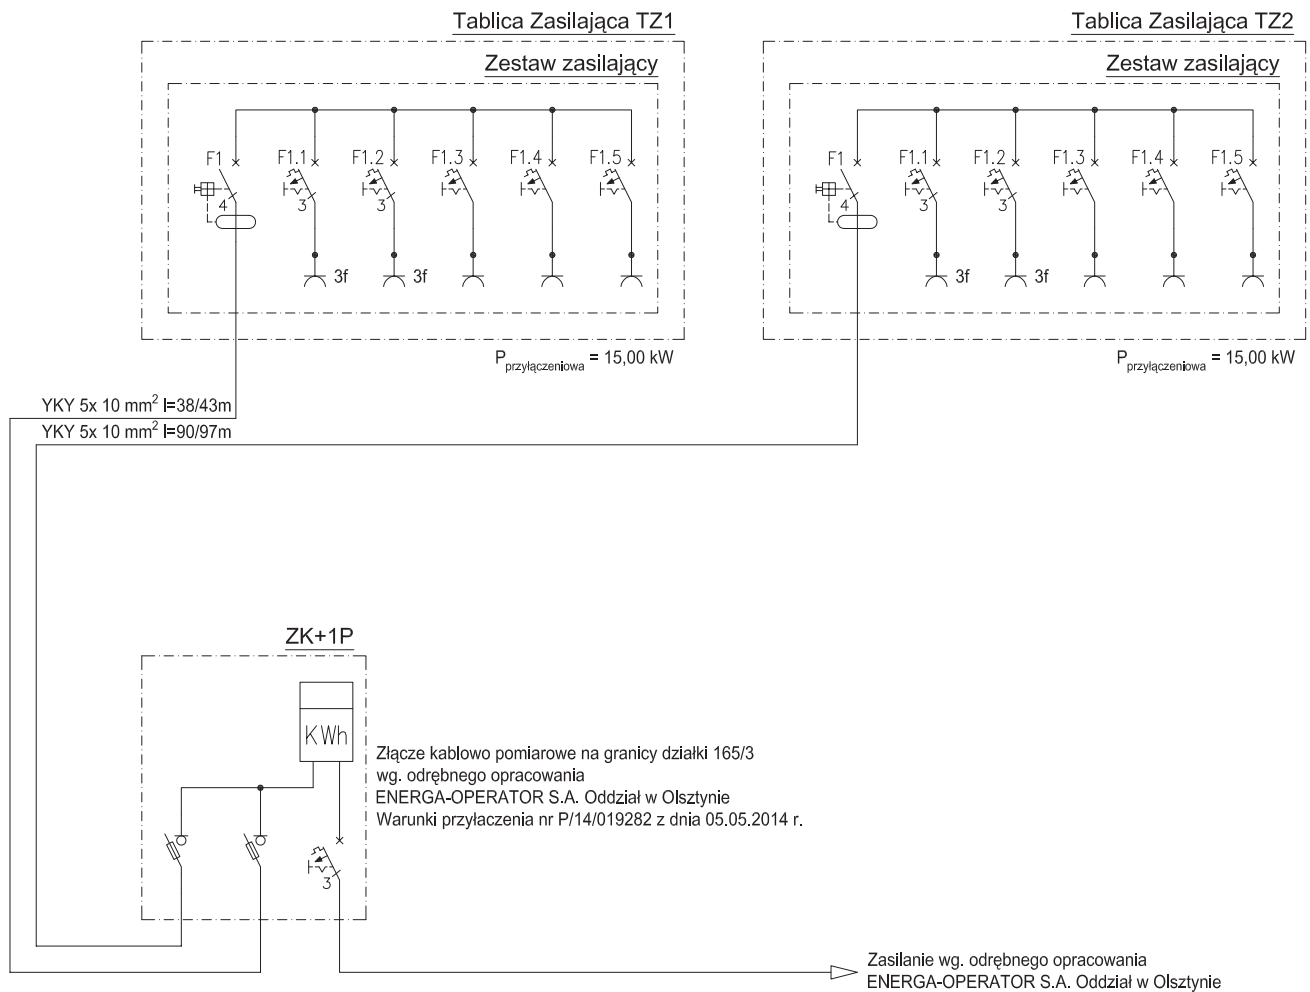 Tablica Zasilająca TZ1
Zestaw zasilający
F1
F1.1
F1.2
F1.3
F1.4
F1.5
4
3
3
3f
3f
Pprzyłączeniowa = 15,00 kW
Tablica Zasilająca TZ2
Zestaw zasilający
F1
F1.1
F1.2
F1.3
F1.4
F1.5
4
3
3
3f
3f
Pprzyłączeniowa = 15,00 kW
YKY 5x 10 mm² l=38/43m
YKY 5x 10 mm² l=90/97m
ZK+1P
KWh
3
Złącze kablowo pomiarowe na granicy działki 165/3
wg. odrębnego opracowania
ENERGA-OPERATOR S.A. Oddział w Olsztynie
Warunki przyłaczenia nr P/14/019282 z dnia 05.05.2014 r.
Zasilanie wg. odrębnego opracowania
ENERGA-OPERATOR S.A. Oddział w Olsztynie